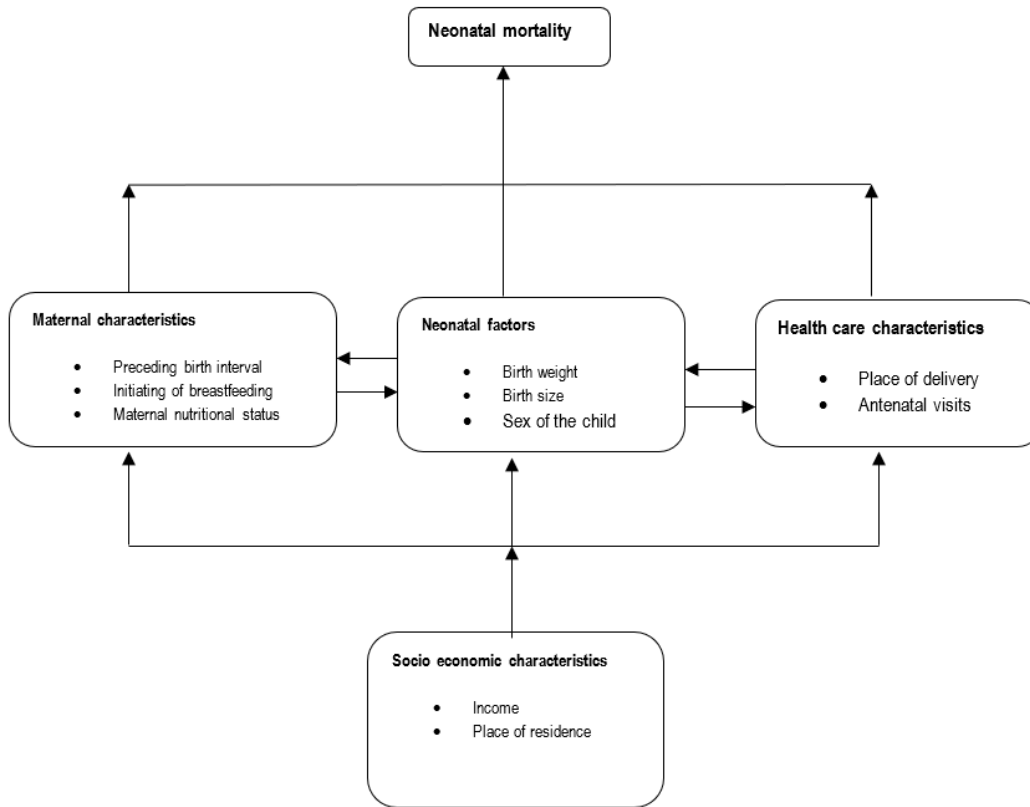 Neonatal mortality
Maternal characteristics
• Preceding birth interval
• Initiating of breastfeeding
• Maternal nutritional status
Neonatal factors
• Birth weight
• Birth size
• Sex of the child
Health care characteristics
• Place of delivery
• Antenatal visits
Socio economic characteristics
• Income
• Place of residence